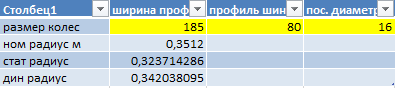 Столбец1 ширина проф профиль шин пос. диаметр
размер колес 185 80 16
ном радиус м 0,3512
стат радиус 0,323714286
дин радиус 0,342038095